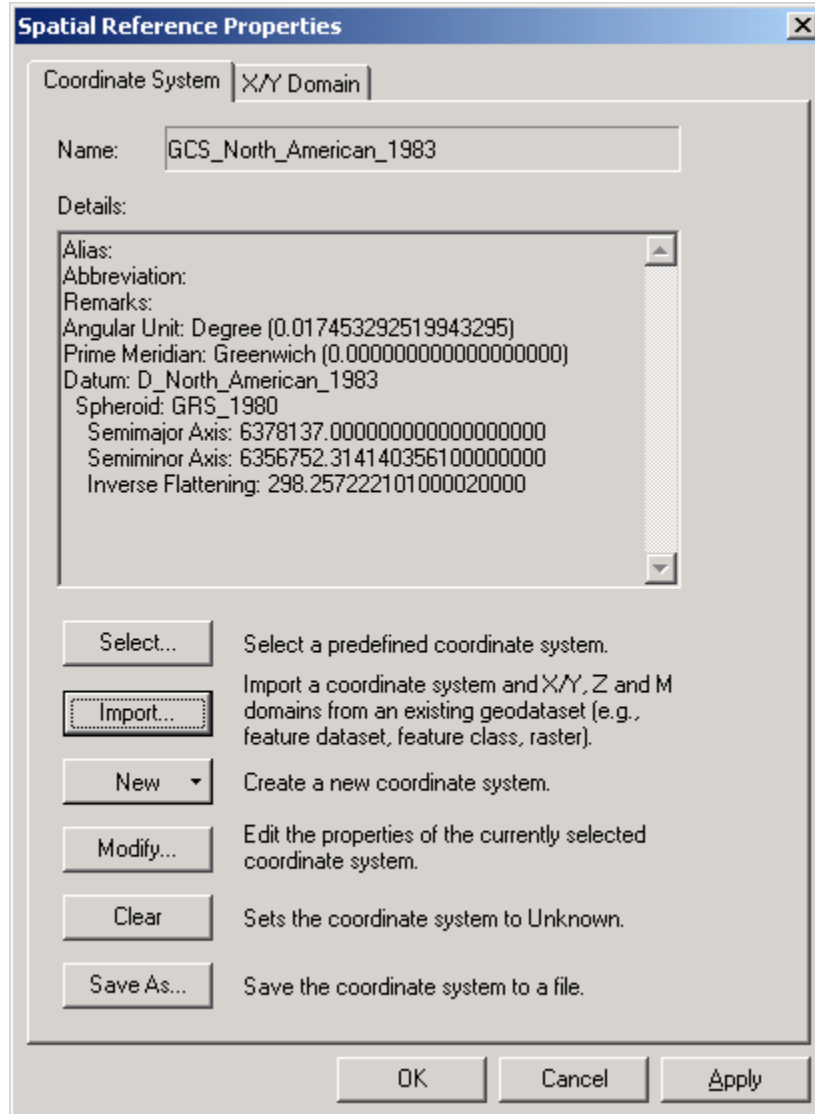 Spatial Reference Properties
Coordinate System
X/Y Domain
Name: GCS_North_American_1983
Details:
Alias:
Abbreviation:
Remarks:
Angular Unit: Degree (0.017453292519943295)
Prime Meridian: Greenwich (0.000000000000000000)
Datum: D_North_American_1983
Spheroid: GRS_1980
Semimajor Axis: 6378137.000000000000000000
Semiminor Axis: 6356752.314140356100000000
Inverse Flattening: 298.257222101000020000
Select... Select a predefined coordinate system.
Import... Import a coordinate system and X/Y, Z and M
domains from an existing geodataset (e.g.,
feature dataset, feature class, raster).
New Create a new coordinate system.
Modify... Edit the properties of the currently selected
coordinate system.
Clear Sets the coordinate system to Unknown.
Save As... Save the coordinate system to a file.
OK Cancel Apply